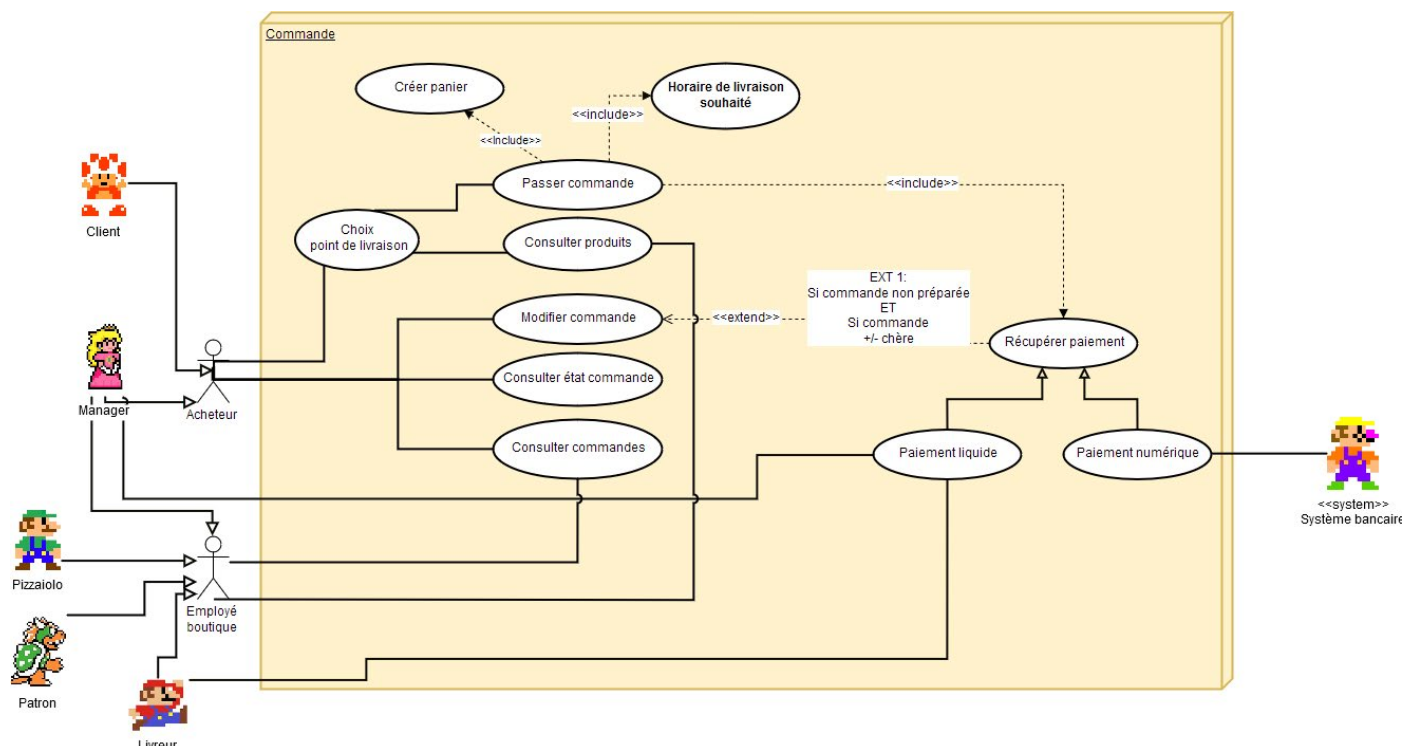 Commande
Créer panier
Horaire de livraison
souhaité
<<include>>
<<include>>
Passer commande
<<include>>
Client
Choix
point de livraison
Consulter produits
EXT 1:
Si commande non préparée
ET
Si commande
+/- chère
Modifier commande
<<extend>>
Récupérer paiement
Consulter état commande
Manager
Acheteur
Consulter commandes
Paiement liquide
Paiement numérique
<<system>>
Système bancaire
Pizzaiolo
Employé
boutique
Patron
Livreur